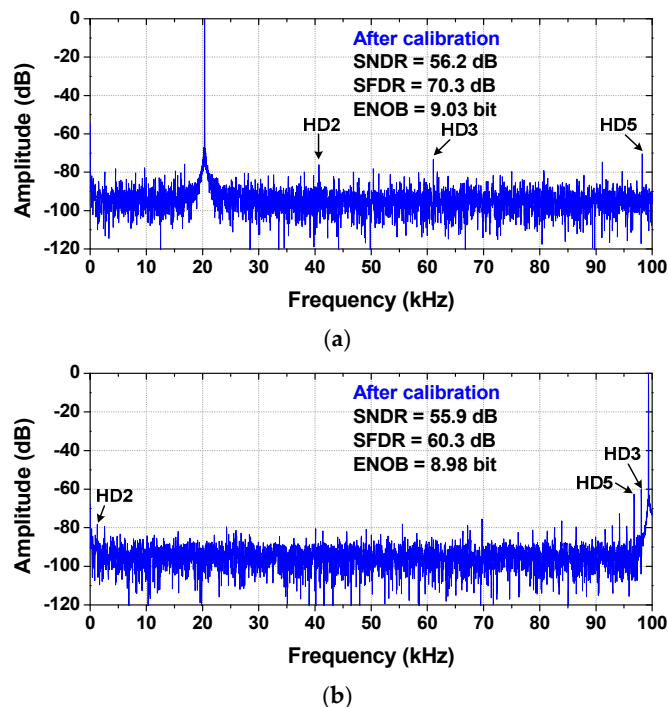 0
-20
-40
-60
-80
-100
-120
Amplitude (dB)
After calibration
SNDR = 56.2 dB
SFDR = 70.3 dB
ENOB = 9.03 bit
HD2
HD3
HD5
0 10 20 30 40 50 60 70 80 90 100
Frequency (kHz)
(a)
0
-20
-40
-60
-80
-100
-120
Amplitude (dB)
After calibration
SNDR = 55.9 dB
SFDR = 60.3 dB
ENOB = 8.98 bit
HD2
HD3
HD5
0 10 20 30 40 50 60 70 80 90 100
Frequency (kHz)
(b)